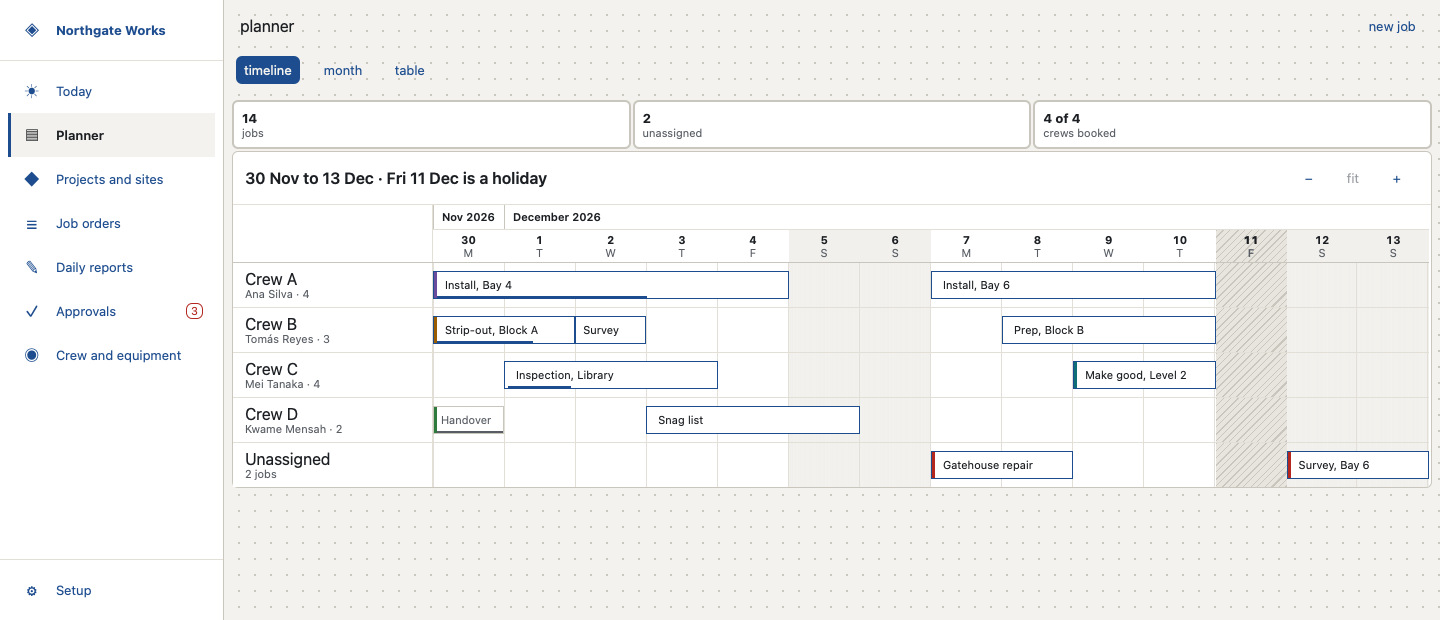 Northgate Works
Today
Planner
Projects and sites
Job orders
Daily reports
Approvals 3
Crew and equipment
Setup
planner
new job
timeline month table
14
jobs
2
unassigned
4 of 4
crews booked
30 Nov to 13 Dec · Fri 11 Dec is a holiday
− fit +
Nov 2026 December 2026
30 1 2 3 4 5 6 7 8 9 10 11 12 13
M T W T F S S M T W T F S S
Crew A
Ana Silva · 4
Install, Bay 4
Install, Bay 6
Crew B
Tomás Reyes · 3
Strip-out, Block A
Survey
Prep, Block B
Crew C
Mei Tanaka · 4
Inspection, Library
Make good, Level 2
Crew D
Kwame Mensah · 2
Handover
Snag list
Unassigned
2 jobs
Gatehouse repair
Survey, Bay 6